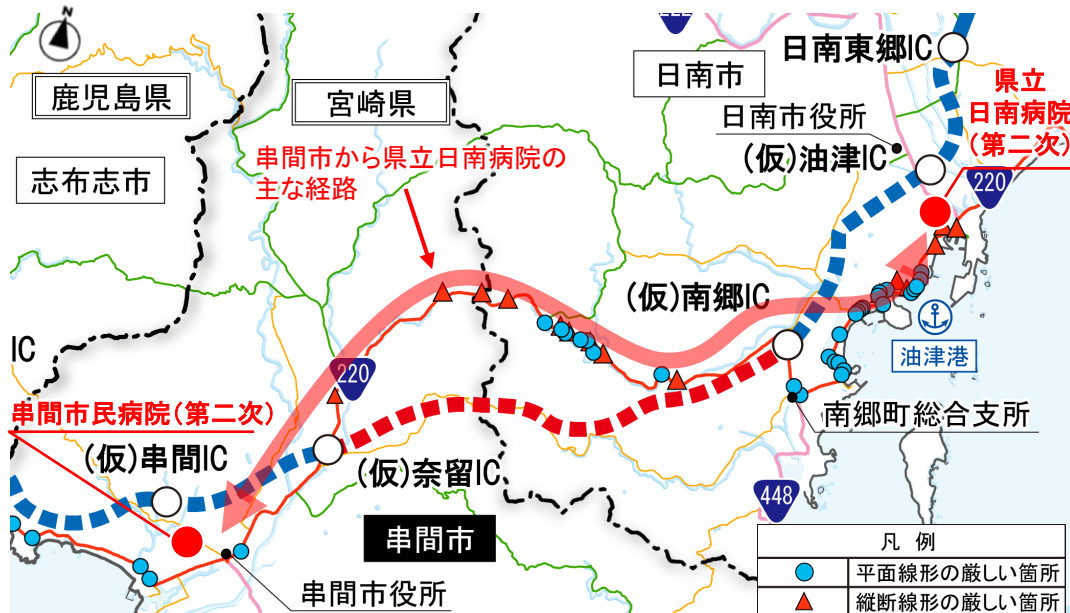 222
日南東郷IC
鹿児島県
宮崎県
日南市
県立
日南病院
(第二次)
日南市役所
(仮)油津IC
串間市から県立日南病院の
主な経路
志布志市
220
(仮)南郷IC
IC
220
油津港
串間市民病院(第二次)
南郷町総合支所
(仮)串間IC
(仮)奈留IC
448
串間市
凡 例
串間市役所
平面線形の厳しい箇所
縦断線形の厳しい箇所